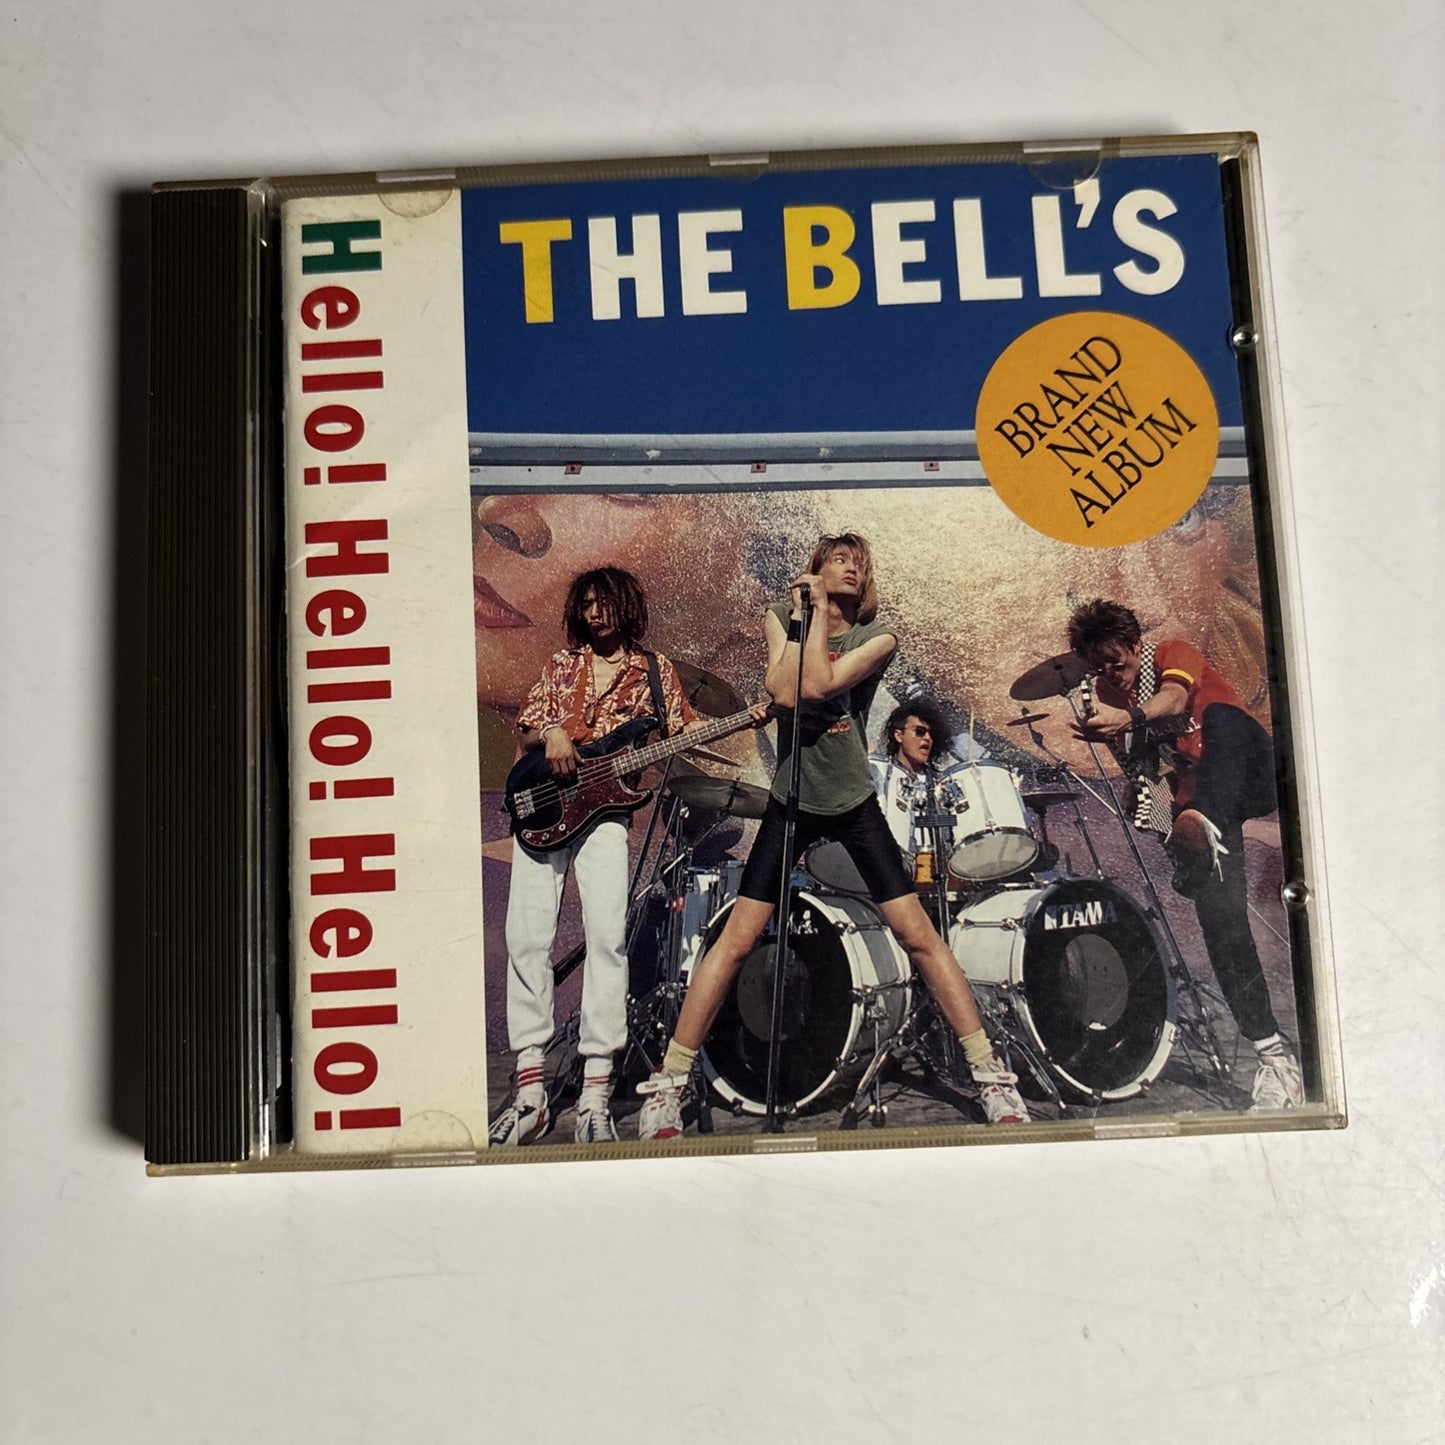 THE BELL'S
Hello! Hello! Hello!
BRAND
NEW
ALBUM
TAMA